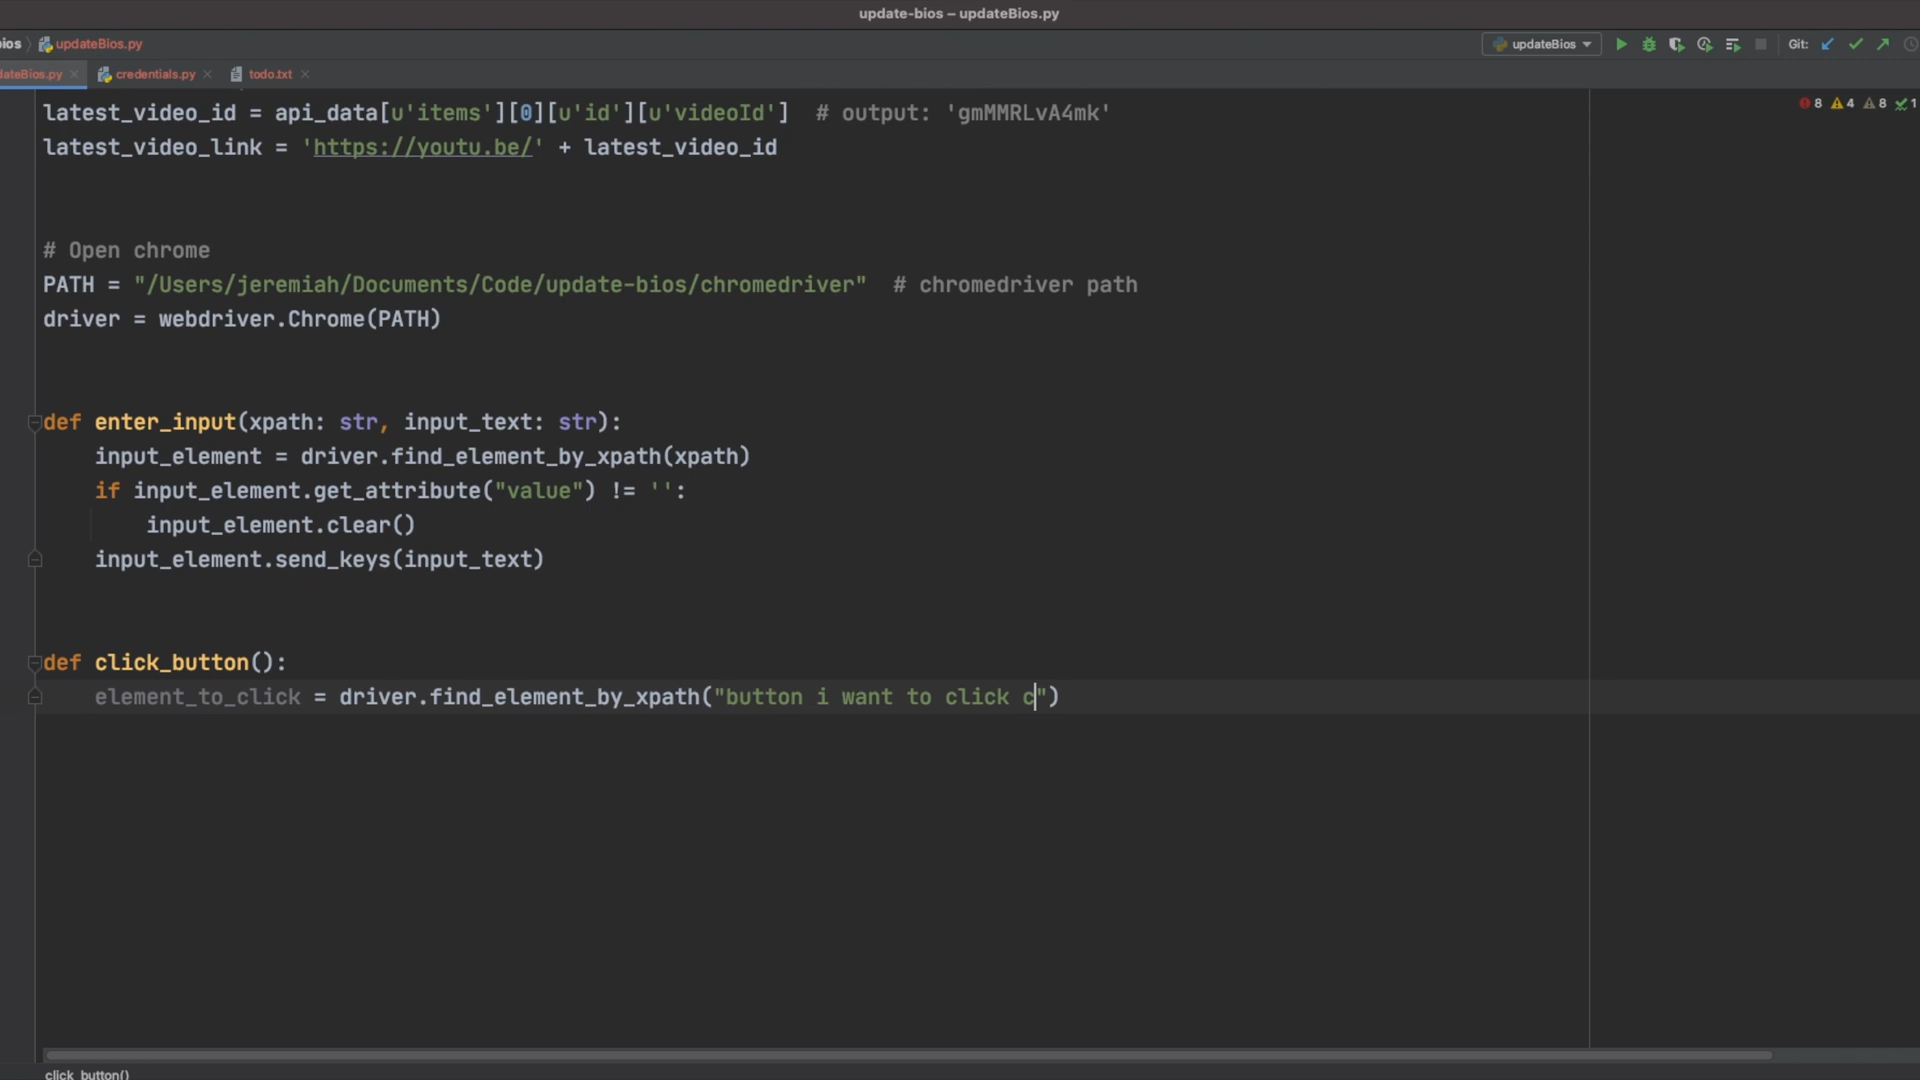 update-bios – updateBios.py
bios updateBios.py
updateBios Git:
dateBios.py credentials.py todo.txt
8 4 8 1
latest_video_id = api_data[u'items'][0][u'id'][u'videoId'] # output: 'gmMMRLvA4mk'
latest_video_link = 'https://youtu.be/' + latest_video_id
# Open chrome
PATH = "/Users/jeremiah/Documents/Code/update-bios/chromedriver" # chromedriver path
driver = webdriver.Chrome(PATH)
def enter_input(xpath: str, input_text: str):
input_element = driver.find_element_by_xpath(xpath)
if input_element.get_attribute("value") != '':
input_element.clear()
input_element.send_keys(input_text)
def click_button():
element_to_click = driver.find_element_by_xpath("button i want to click c")
click_button()